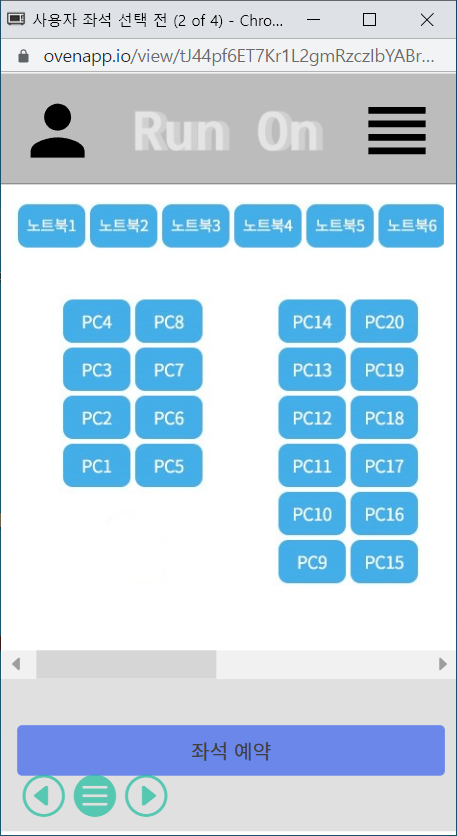 사용자 좌석 선택 전 (2 of 4) - Chro...
ovenapp.io/view/tJ44pf6ET7Kr1L2gmRzczIbYABr...
Run On
노트북1 노트북2 노트북3 노트북4 노트북5 노트북6
PC4 PC8 PC14 PC20
PC3 PC7 PC13 PC19
PC2 PC6 PC12 PC18
PC1 PC5 PC11 PC17
PC10 PC16
PC9 PC15
좌석 예약